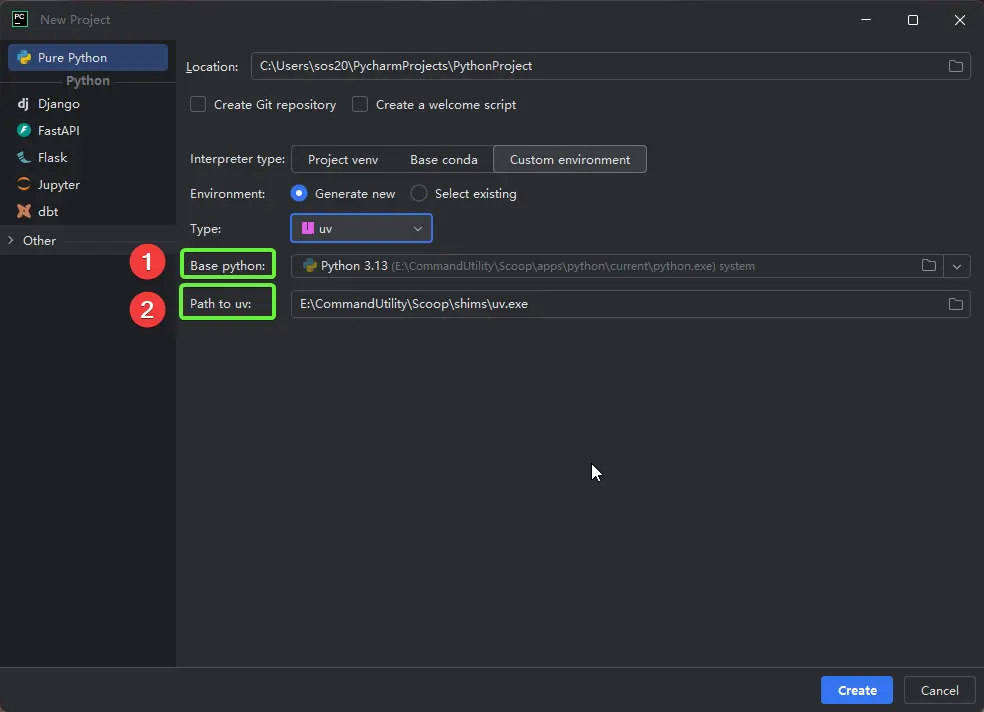 PC New Project
Pure Python
Python
dj Django
FastAPI
Flask
Jupyter
dbt
Other
Location: C:\Users\sos20\PycharmProjects\PythonProject
Create Git repository Create a welcome script
Interpreter type: Project venv Base conda Custom environment
Environment: Generate new Select existing
Type: uv
1 Base python: Python 3.13 (E:\CommandUtility\Scoop\apps\python\current\python.exe) system
2 Path to uv: E:\CommandUtility\Scoop\shims\uv.exe
Create Cancel